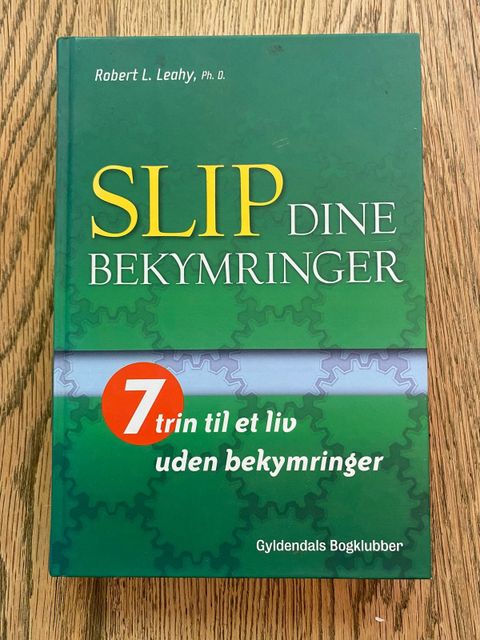 Robert L. Leahy, Ph. D.
SLIP DINE
BEKYMRINGER
7 trin til et liv
uden bekymringer
Gyldendals Bogklubber